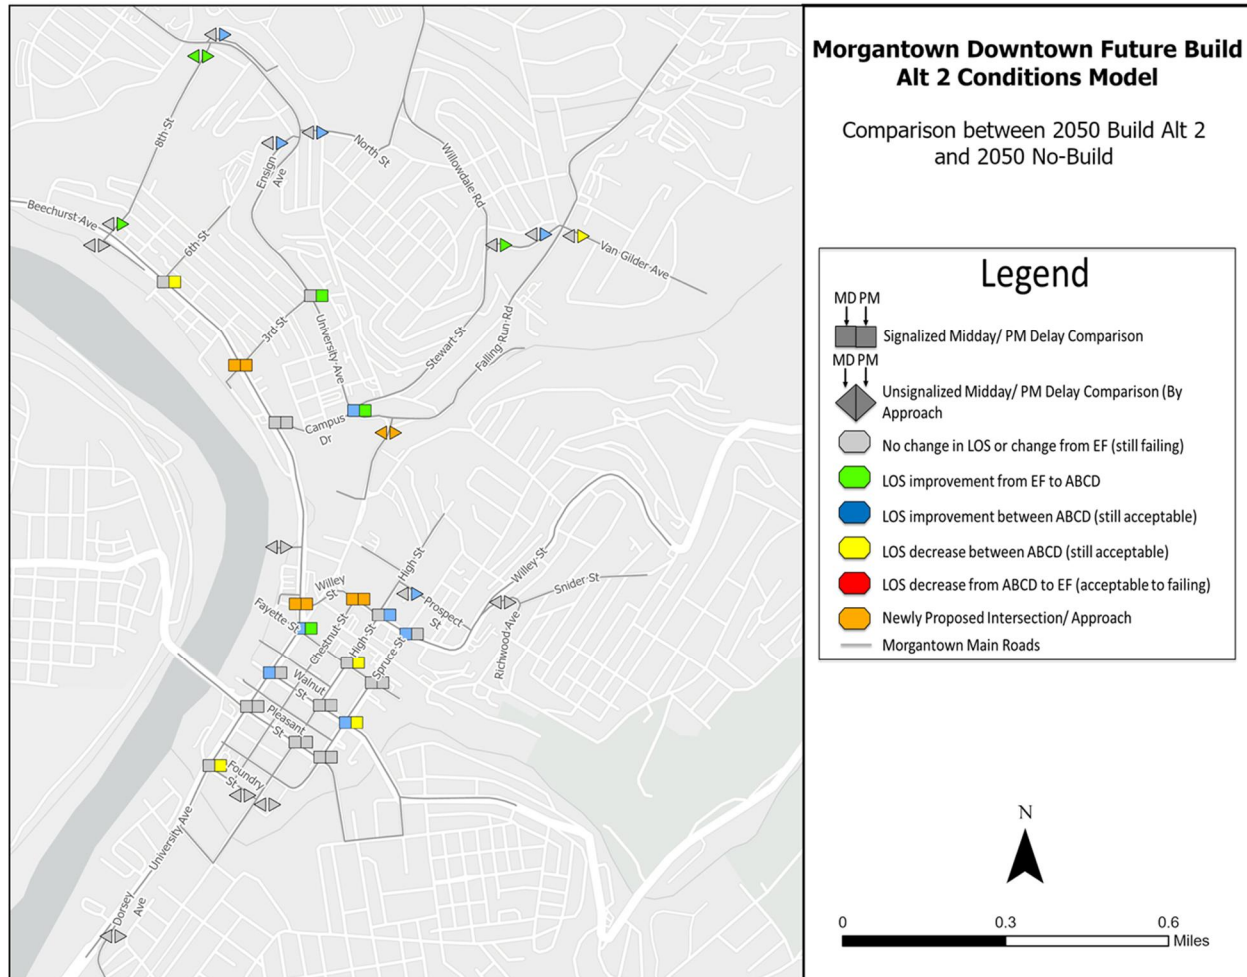 Morgantown Downtown Future Build
Alt 2 Conditions Model
Comparison between 2050 Build Alt 2
and 2050 No-Build
Legend
MD PM
Signalized Midday/ PM Delay Comparison
MD PM
Unsignalized Midday/ PM Delay Comparison (By
Approach
No change in LOS or change from EF (still failing)
LOS improvement from EF to ABCD
LOS improvement between ABCD (still acceptable)
LOS decrease between ABCD (still acceptable)
LOS decrease from ABCD to EF (acceptable to failing)
Newly Proposed Intersection/ Approach
Morgantown Main Roads
N
0 0.3 0.6
Miles
8th St
Ensign
Ave
North St
Willowdale Rd
Beechurst Ave
6th St
Van Gilder Ave
3rd St
University Ave
Stewart St
Falling Run Rd
Campus
Dr
High St
Willey St
Snider St
Willey
St
Prospect
St
Fayette St
Chestnut St
High St
Spruce St
Richwood Ave
Walnut
St
Pleasant
St
Foundry
St
University Ave
Dorsey
Ave